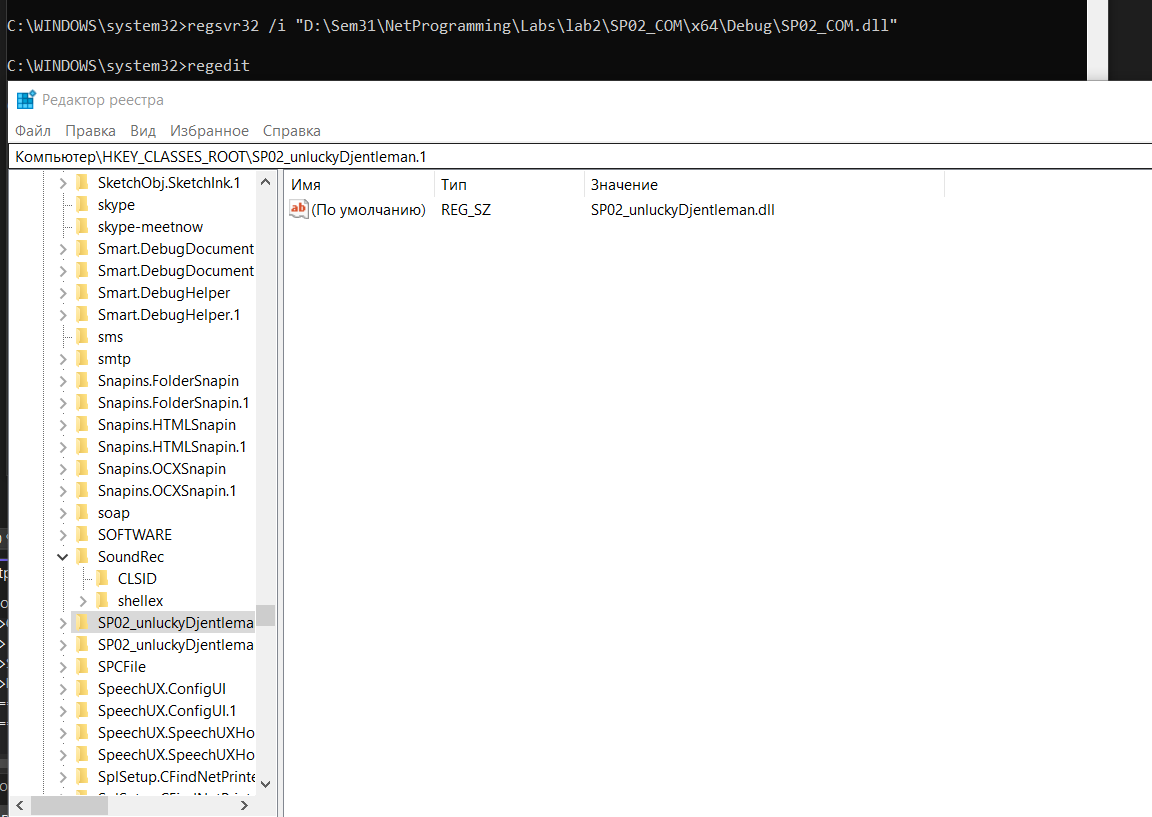 C:\WINDOWS\system32>regsvr32 /i "D:\Sem31\NetProgramming\Labs\lab2\SP02_COM\x64\Debug\SP02_COM.dll"
C:\WINDOWS\system32>regedit
Редактор реестра
Файл Правка Вид Избранное Справка
Компьютер\HKEY_CLASSES_ROOT\SP02_unluckyDjentleman.1
SketchObj.SketchInk.1
skype
skype-meetnow
Smart.DebugDocument
Smart.DebugDocument
Smart.DebugHelper
Smart.DebugHelper.1
sms
smtp
Snapins.FolderSnapin
Snapins.FolderSnapin.1
Snapins.HTMLSnapin
Snapins.HTMLSnapin.1
Snapins.OCXSnapin
Snapins.OCXSnapin.1
soap
SOFTWARE
SoundRec
CLSID
shellex
SP02_unluckyDjentlema
SP02_unluckyDjentlema
SPCFile
SpeechUX.ConfigUI
SpeechUX.ConfigUI.1
SpeechUX.SpeechUXHo
SpeechUX.SpeechUXHo
SplSetup.CFindNetPrinte
Имя Тип Значение
ab (По умолчанию) REG_SZ SP02_unluckyDjentleman.dll